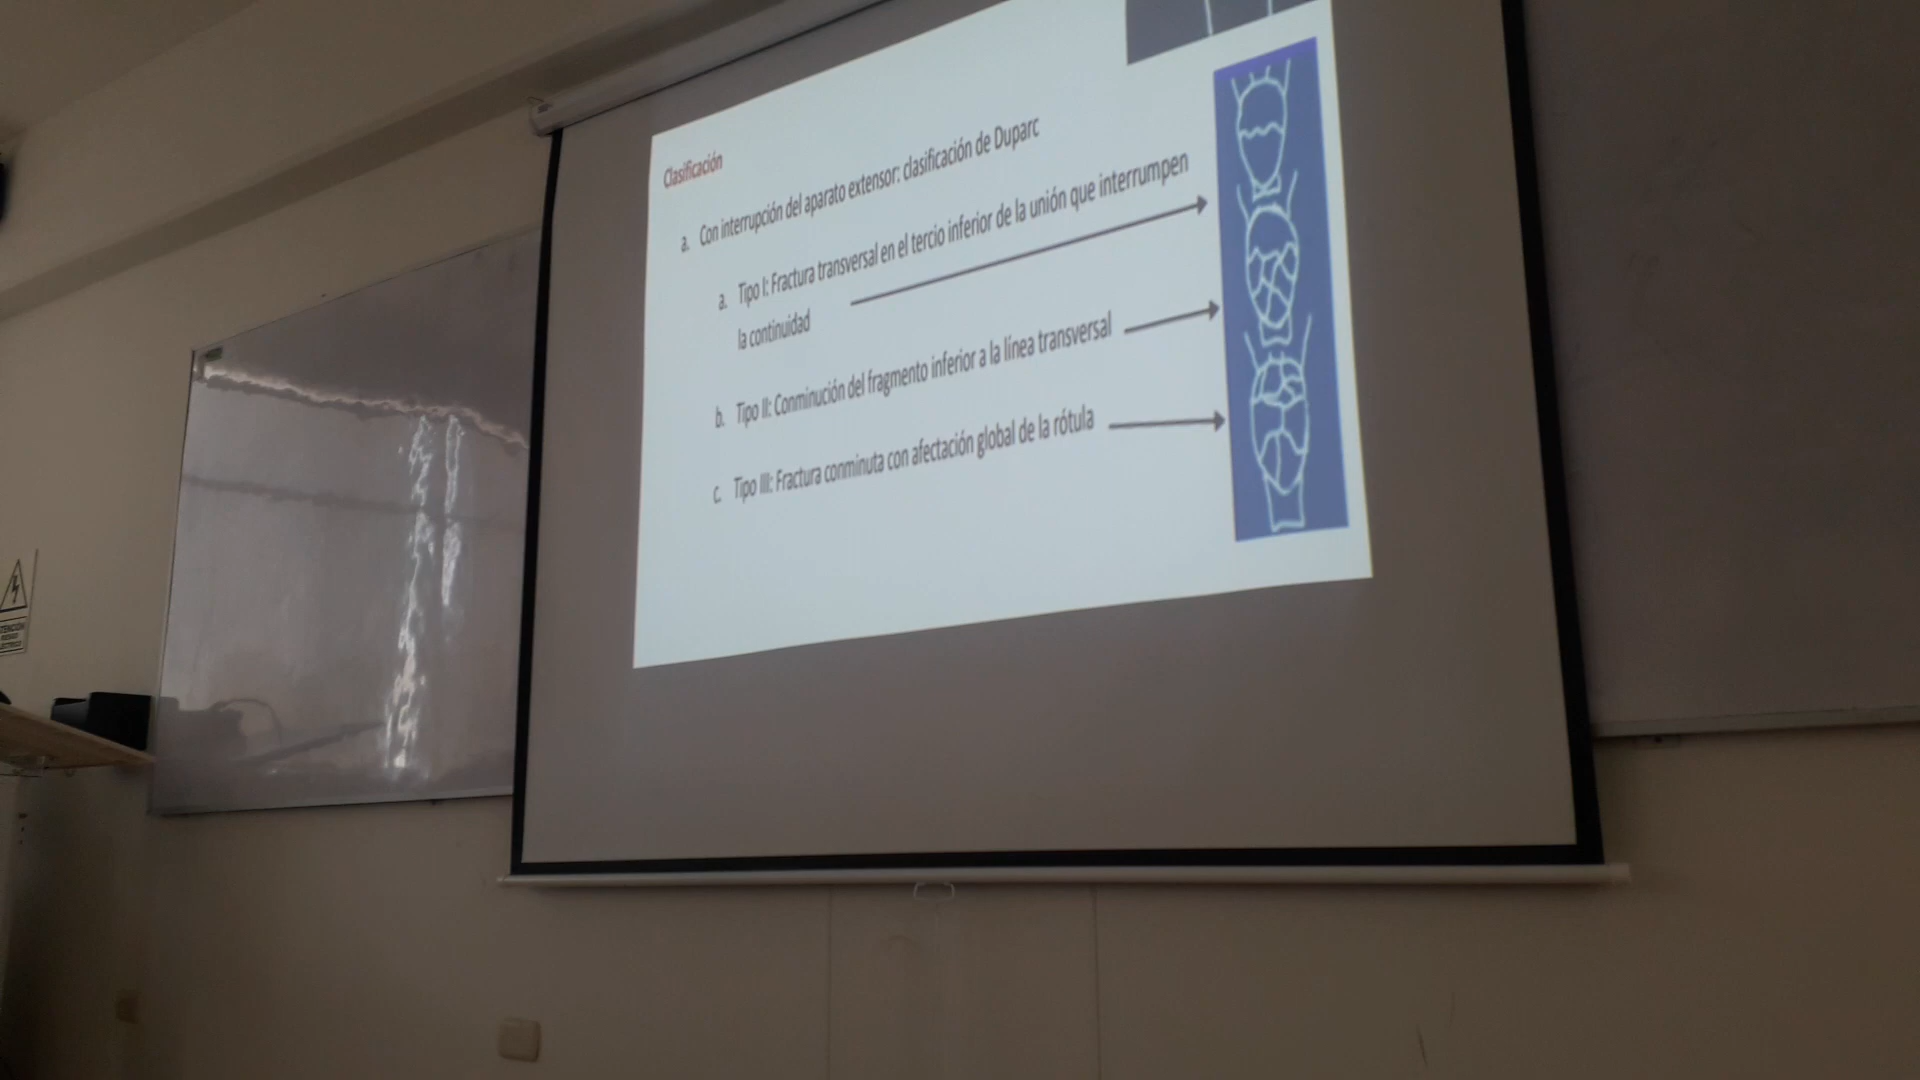 Clasificación
a. Con interrupción del aparato extensor: clasificación de Duparc
a. Tipo I: Fractura transversal en el tercio inferior de la unión que interrumpen
la continuidad
b. Tipo II: Conminución del fragmento inferior a la línea transversal
c. Tipo III: Fractura conminuta con afectación global de la rótula
RIESGO